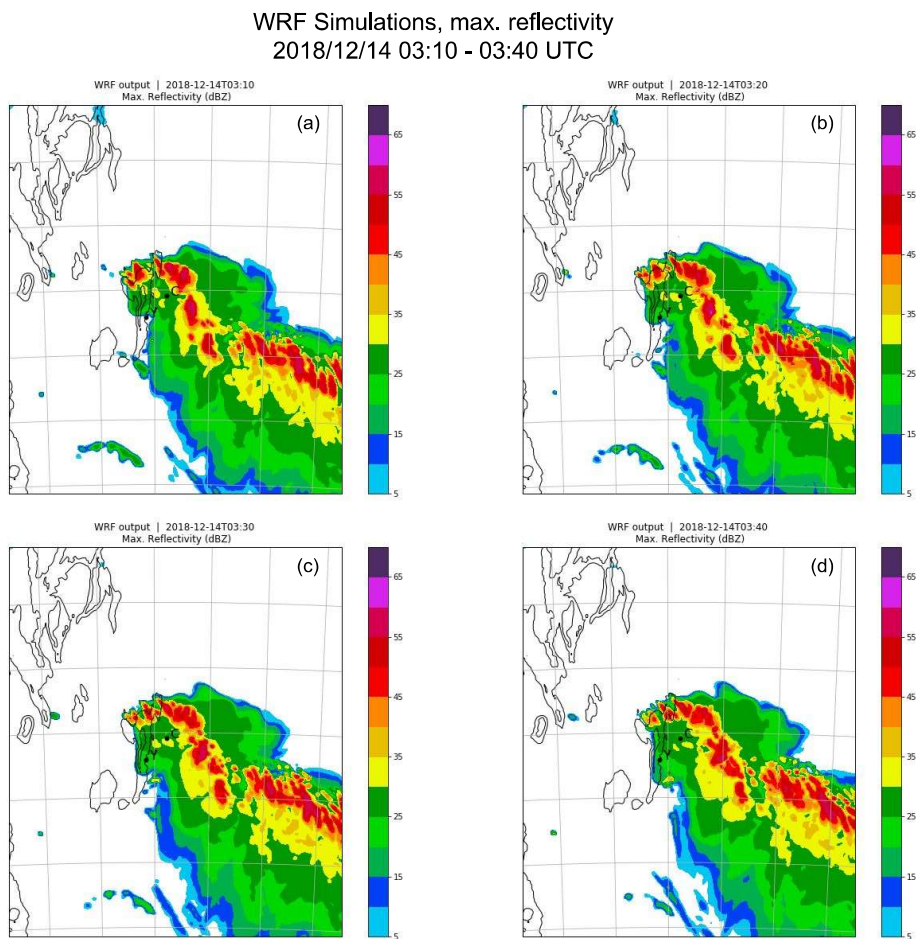 WRF Simulations, max. reflectivity
2018/12/14 03:10 - 03:40 UTC
WRF output | 2018-12-14T03:10
Max. Reflectivity (dBZ)
(a)
C
Y
65
55
45
35
25
15
5
WRF output | 2018-12-14T03:20
Max. Reflectivity (dBZ)
(b)
C
Y
65
55
45
35
25
15
5
WRF output | 2018-12-14T03:30
Max. Reflectivity (dBZ)
(c)
C
Y
65
55
45
35
25
15
5
WRF output | 2018-12-14T03:40
Max. Reflectivity (dBZ)
(d)
C
Y
65
55
45
35
25
15
5